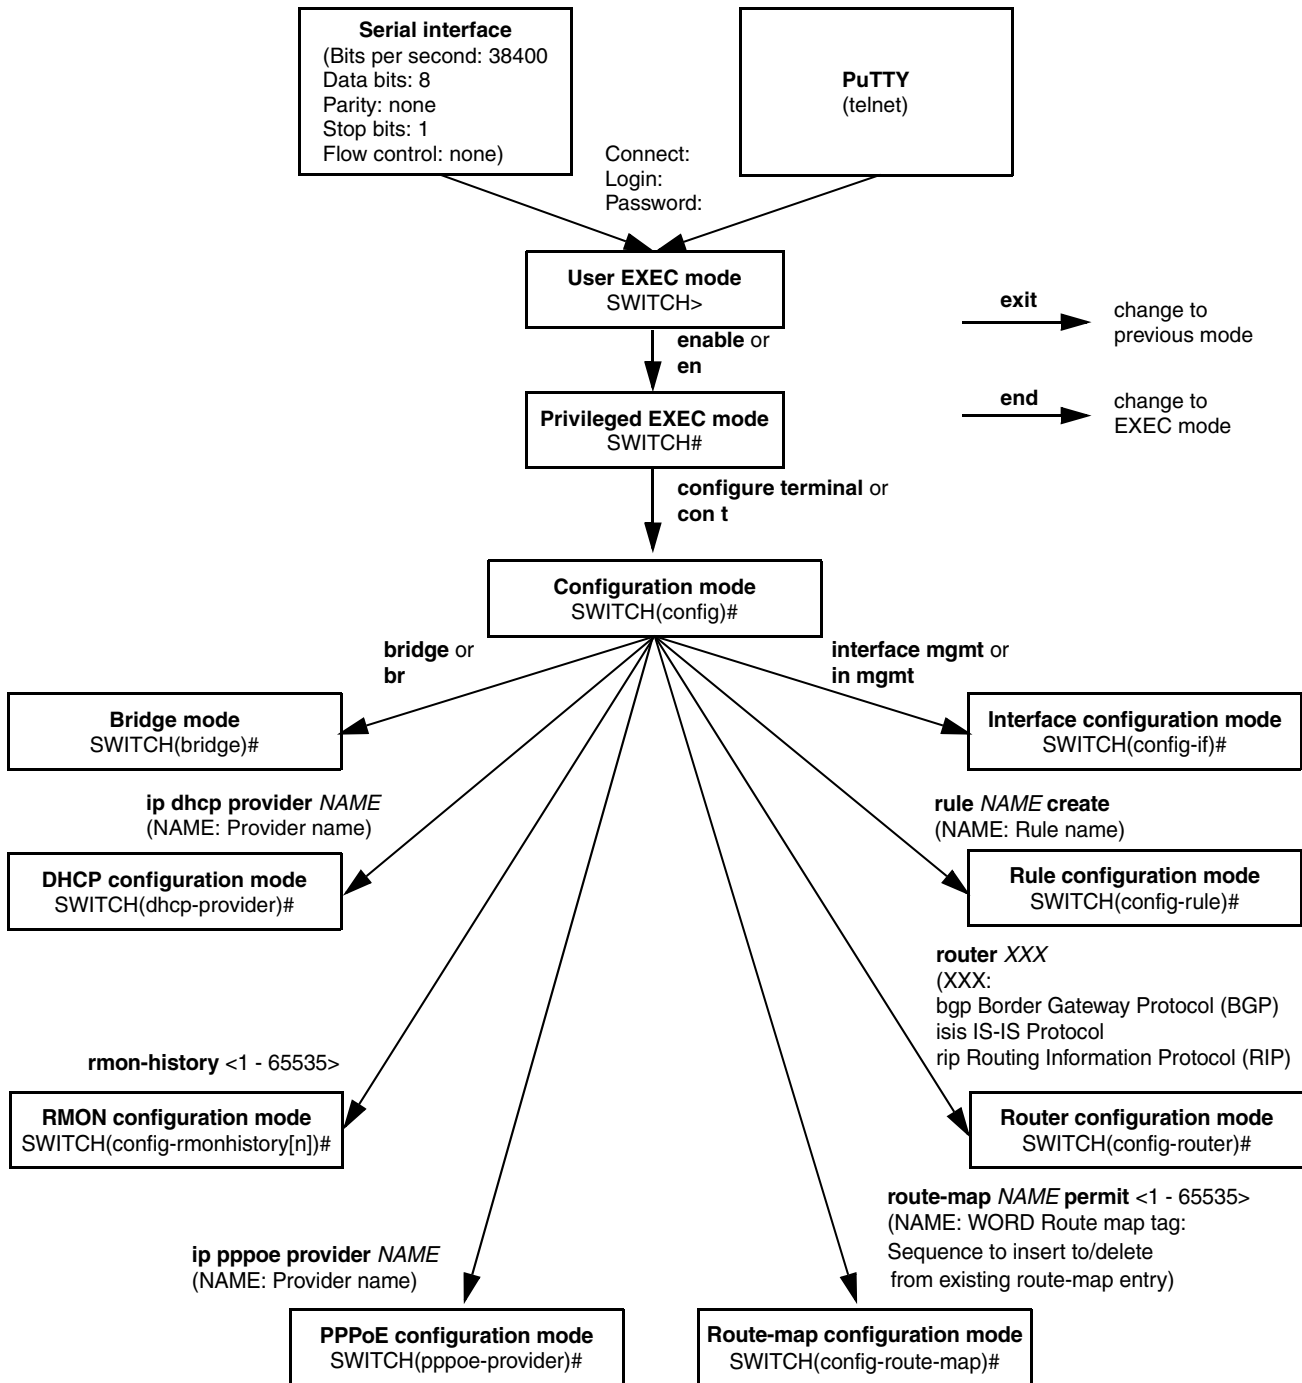 Serial interface
(Bits per second: 38400
Data bits: 8
Parity: none
Stop bits: 1
Flow control: none)
PuTTY
(telnet)
Connect:
Login:
Password:
User EXEC mode
SWITCH>
exit
change to
previous mode
enable or
en
end
change to
EXEC mode
Privileged EXEC mode
SWITCH#
configure terminal or
con t
Configuration mode
SWITCH(config)#
bridge or
br
interface mgmt or
in mgmt
Bridge mode
SWITCH(bridge)#
Interface configuration mode
SWITCH(config-if)#
ip dhcp provider NAME
(NAME: Provider name)
rule NAME create
(NAME: Rule name)
DHCP configuration mode
SWITCH(dhcp-provider)#
Rule configuration mode
SWITCH(config-rule)#
router XXX
(XXX:
bgp Border Gateway Protocol (BGP)
isis IS-IS Protocol
rip Routing Information Protocol (RIP)
rmon-history <1 - 65535>
RMON configuration mode
SWITCH(config-rmonhistory[n])#
Router configuration mode
SWITCH(config-router)#
route-map NAME permit <1 - 65535>
(NAME: WORD Route map tag:
Sequence to insert to/delete
from existing route-map entry)
ip pppoe provider NAME
(NAME: Provider name)
PPPoE configuration mode
SWITCH(pppoe-provider)#
Route-map configuration mode
SWITCH(config-route-map)#